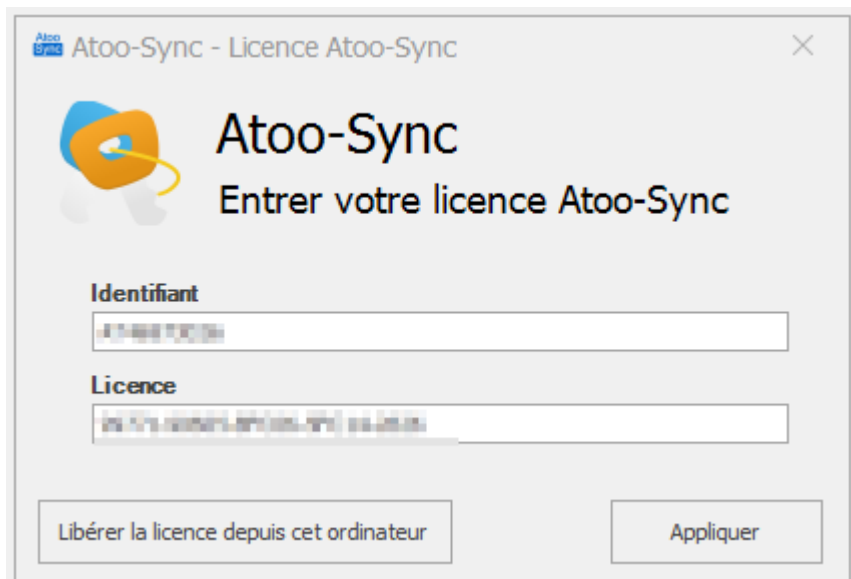 Atoo-Sync
Atoo-Sync - Licence Atoo-Sync
Atoo-Sync
Entrer votre licence Atoo-Sync
Identifiant
Licence
Libérer la licence depuis cet ordinateur
Appliquer